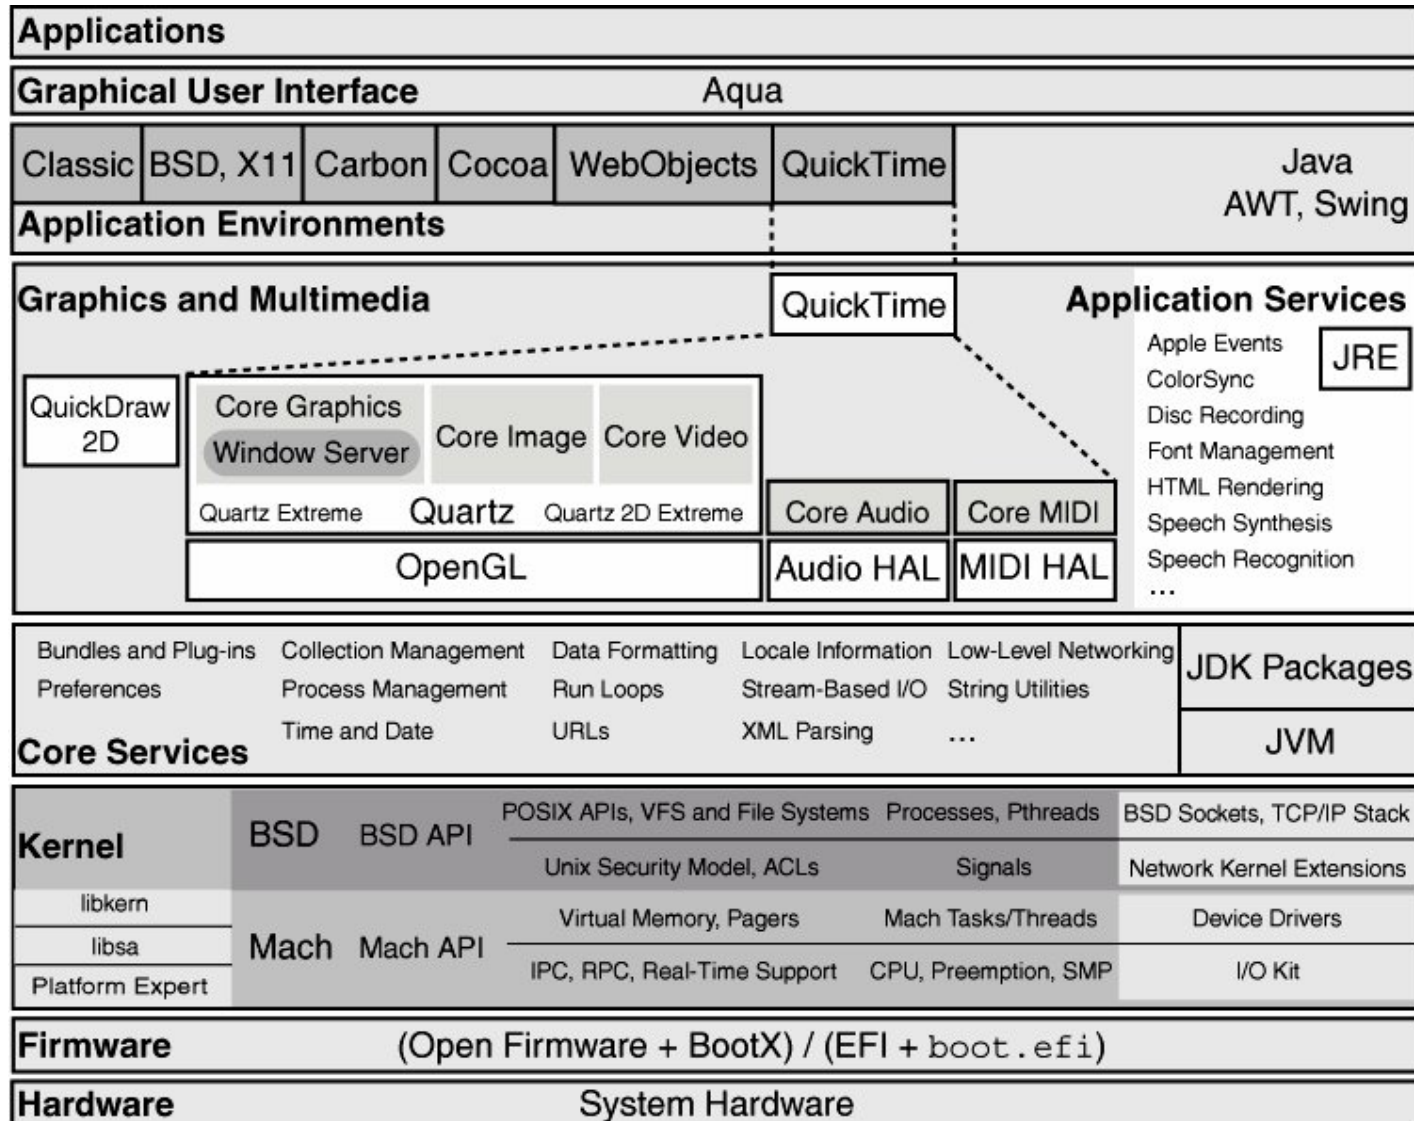 Applications
Graphical User Interface
Aqua
Classic
BSD, X11
Carbon
Cocoa
WebObjects
QuickTime
Java
AWT, Swing
Application Environments
Graphics and Multimedia
QuickTime
Application Services
Apple Events
ColorSync
Disc Recording
Font Management
HTML Rendering
Speech Synthesis
Speech Recognition
...
JRE
QuickDraw
2D
Core Graphics
Window Server
Core Image
Core Video
Quartz Extreme
Quartz
Quartz 2D Extreme
Core Audio
Core MIDI
OpenGL
Audio HAL
MIDI HAL
Bundles and Plug-ins
Collection Management
Data Formatting
Locale Information
Low-Level Networking
Preferences
Process Management
Run Loops
Stream-Based I/O
String Utilities
Time and Date
URLs
XML Parsing
...
Core Services
JDK Packages
JVM
Kernel
BSD
BSD API
POSIX APIs, VFS and File Systems
Processes, Pthreads
BSD Sockets, TCP/IP Stack
Unix Security Model, ACLs
Signals
Network Kernel Extensions
libkern
libsa
Platform Expert
Mach
Mach API
Virtual Memory, Pagers
Mach Tasks/Threads
Device Drivers
IPC, RPC, Real-Time Support
CPU, Preemption, SMP
I/O Kit
Firmware
(Open Firmware + BootX) / (EFI + boot.efi)
Hardware
System Hardware